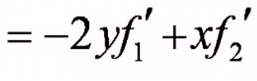 = -2yf₁′ + xf₂′